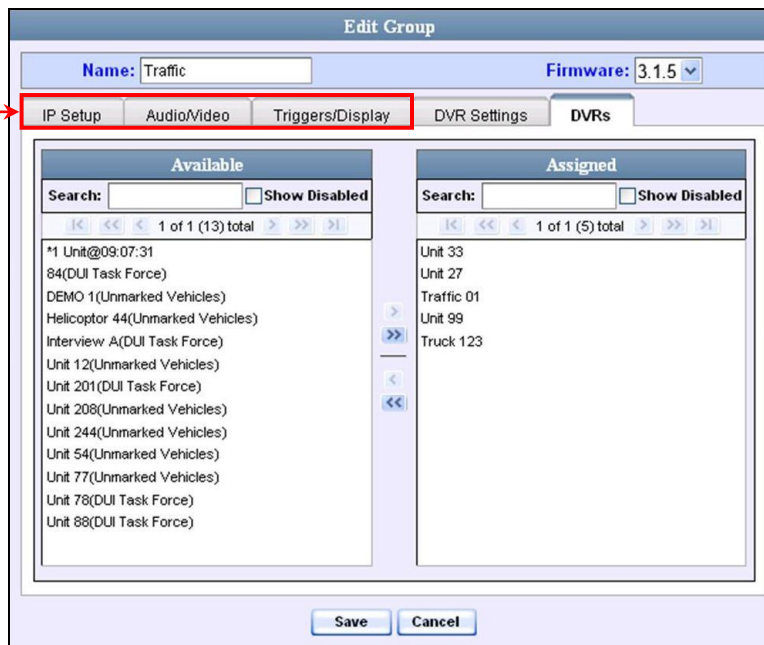 Edit Group
Name: Traffic Firmware: 3.1.5
IP Setup Audio/Video Triggers/Display DVR Settings DVRs
Available
Search: Show Disabled
|< << < 1 of 1 (13) total > >> >|
*1 Unit@09:07:31
84(DUI Task Force)
DEMO 1(Unmarked Vehicles)
Helicoptor 44(Unmarked Vehicles)
Interview A(DUI Task Force)
Unit 12(Unmarked Vehicles)
Unit 201(DUI Task Force)
Unit 208(Unmarked Vehicles)
Unit 244(Unmarked Vehicles)
Unit 54(Unmarked Vehicles)
Unit 77(Unmarked Vehicles)
Unit 78(DUI Task Force)
Unit 88(DUI Task Force)
>
>>
<
<<
Assigned
Search: Show Disabled
|< << < 1 of 1 (5) total > >> >|
Unit 33
Unit 27
Traffic 01
Unit 99
Truck 123
Save Cancel